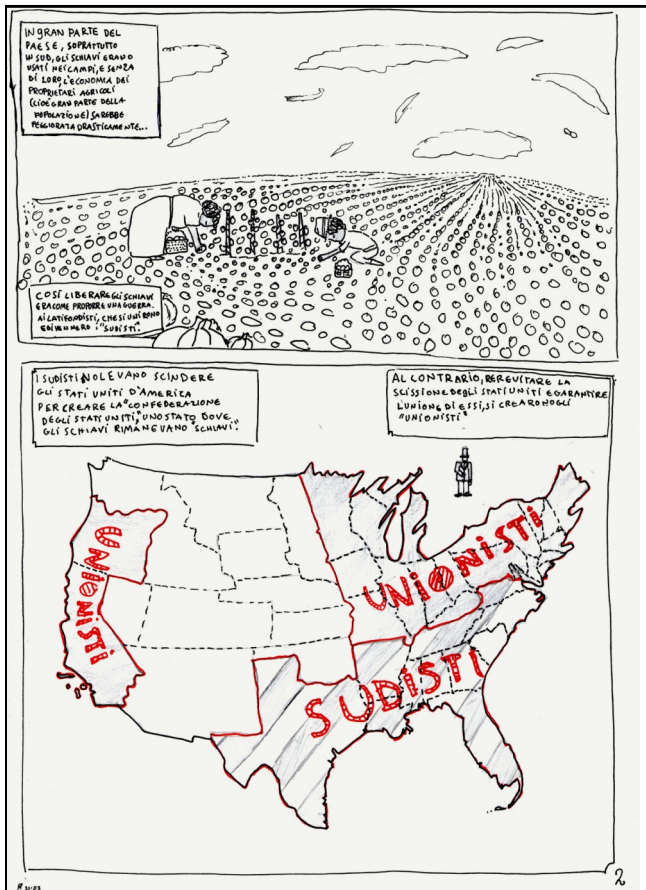 IN GRAN PARTE DEL
PAESE, SOPRATTUTTO
IN SUD, GLI SCHIAVI ERANO
USATI NEI CAMPI, E SENZA
DI LORO, L'ECONOMIA DEI
PROPRIETARI AGRICOLI
(CIOÈ GRAN PARTE DELLA
POPOLAZIONE) SAREBBE
PEGGIORATA DRASTICAMENTE...
COSÌ LIBERARE GLI SCHIAVI
ERA COME PROPORRE UNA GUERRA
AI LATIFONDISTI, CHE SI UNIRONO
E DIVENNERO I "SUDISTI".
I SUDISTI VOLEVANO SCINDERE
GLI STATI UNITI D'AMERICA
PER CREARE LA "CONFEDERAZIONE
DEGLI STATI UNITI," UNO STATO DOVE
GLI SCHIAVI RIMANEVANO "SCHIAVI".
AL CONTRARIO, PER EVITARE LA
SCISSIONE DEGLI STATI UNITI E GARANTIRE
L'UNIONE DI ESSI, SI CREARONO GLI
"UNIONISTI"
UNIONISTI
UNIONISTI
SUDISTI
2